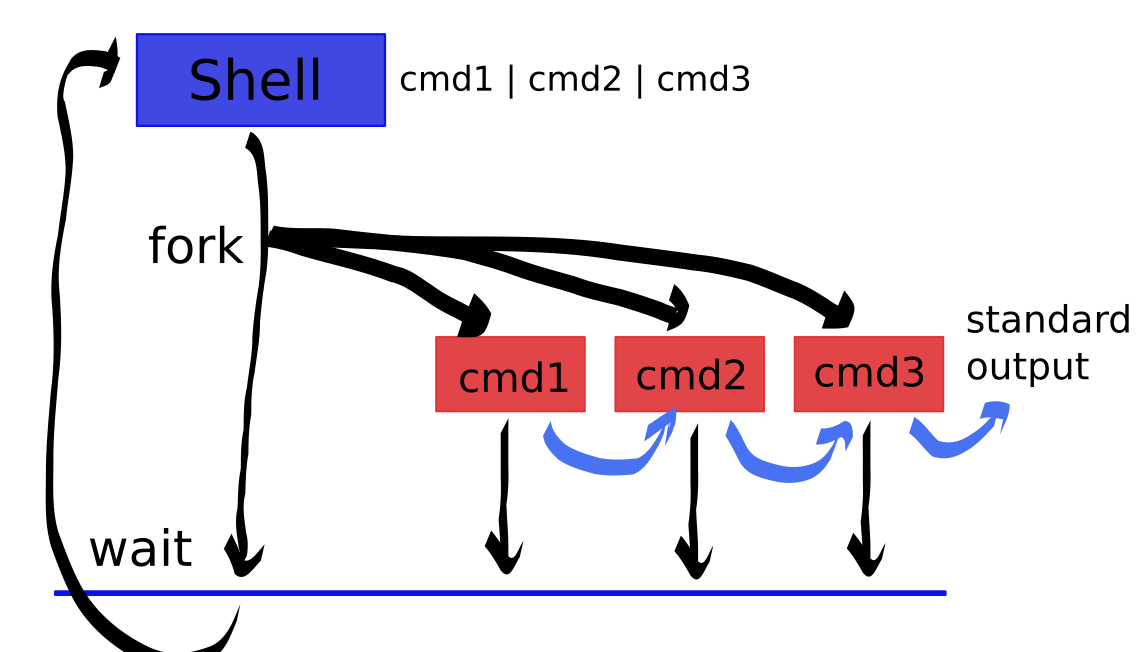 Shell
cmd1 | cmd2 | cmd3
fork
standard
output
cmd1
cmd2
cmd3
wait